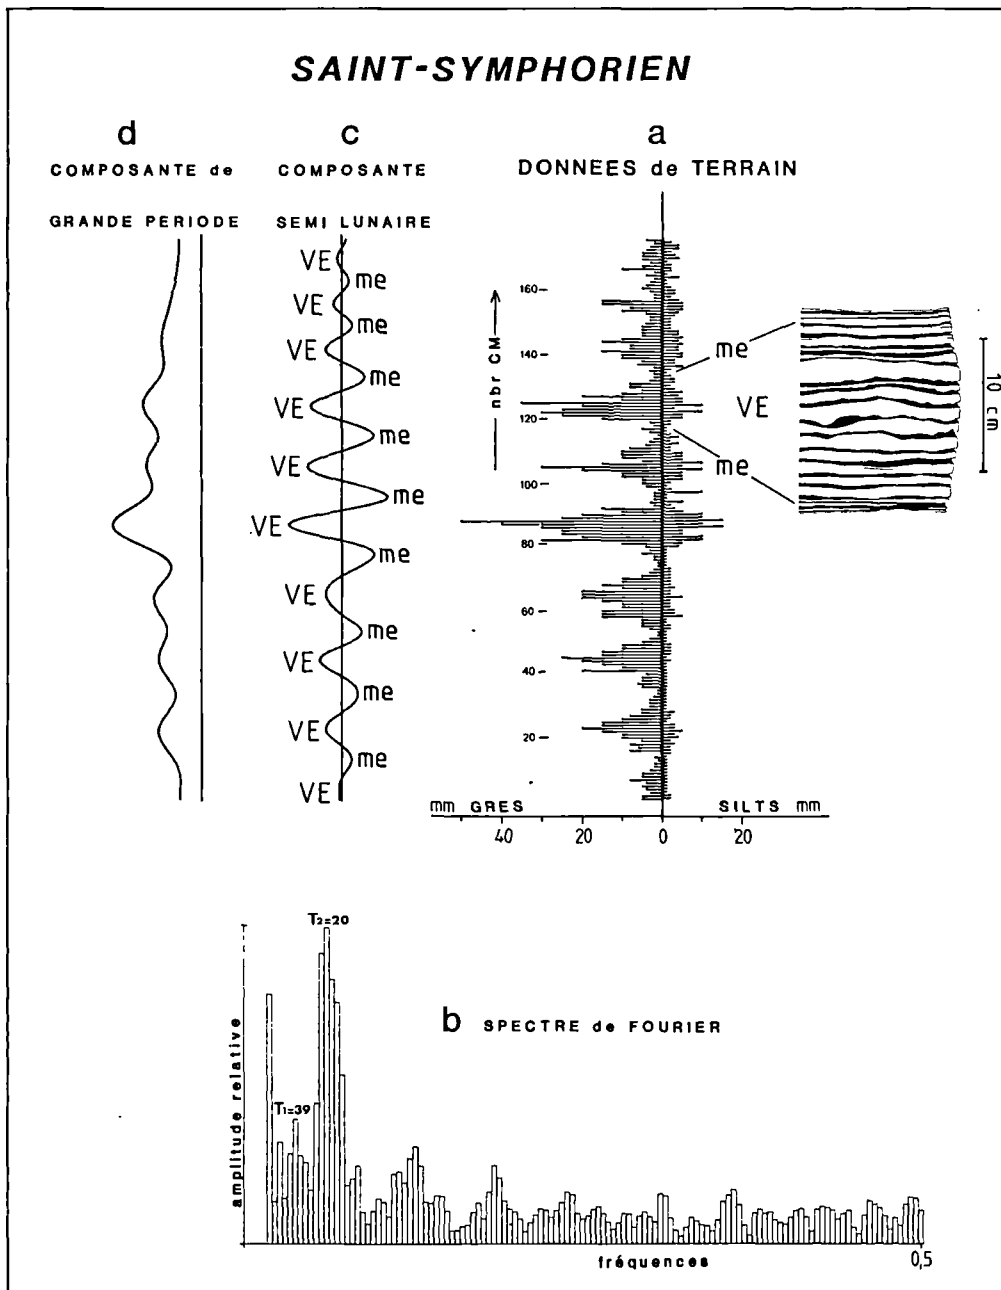 SAINT-SYMPHORIEN
d
COMPOSANTE de
GRANDE PERIODE
c
COMPOSANTE
SEMI LUNAIRE
a
DONNEES de TERRAIN
VE
me
VE
me
VE
me
VE
me
VE
me
VE
me
VE
me
VE
me
VE
me
VE
nbr CM
160
140
120
100
80
60
40
20
me
VE
me
10 cm
mm GRES
SILTS mm
40
20
0
20
T2=20
T1=39
b SPECTRE de FOURIER
amplitude relative
fréquences
0,5